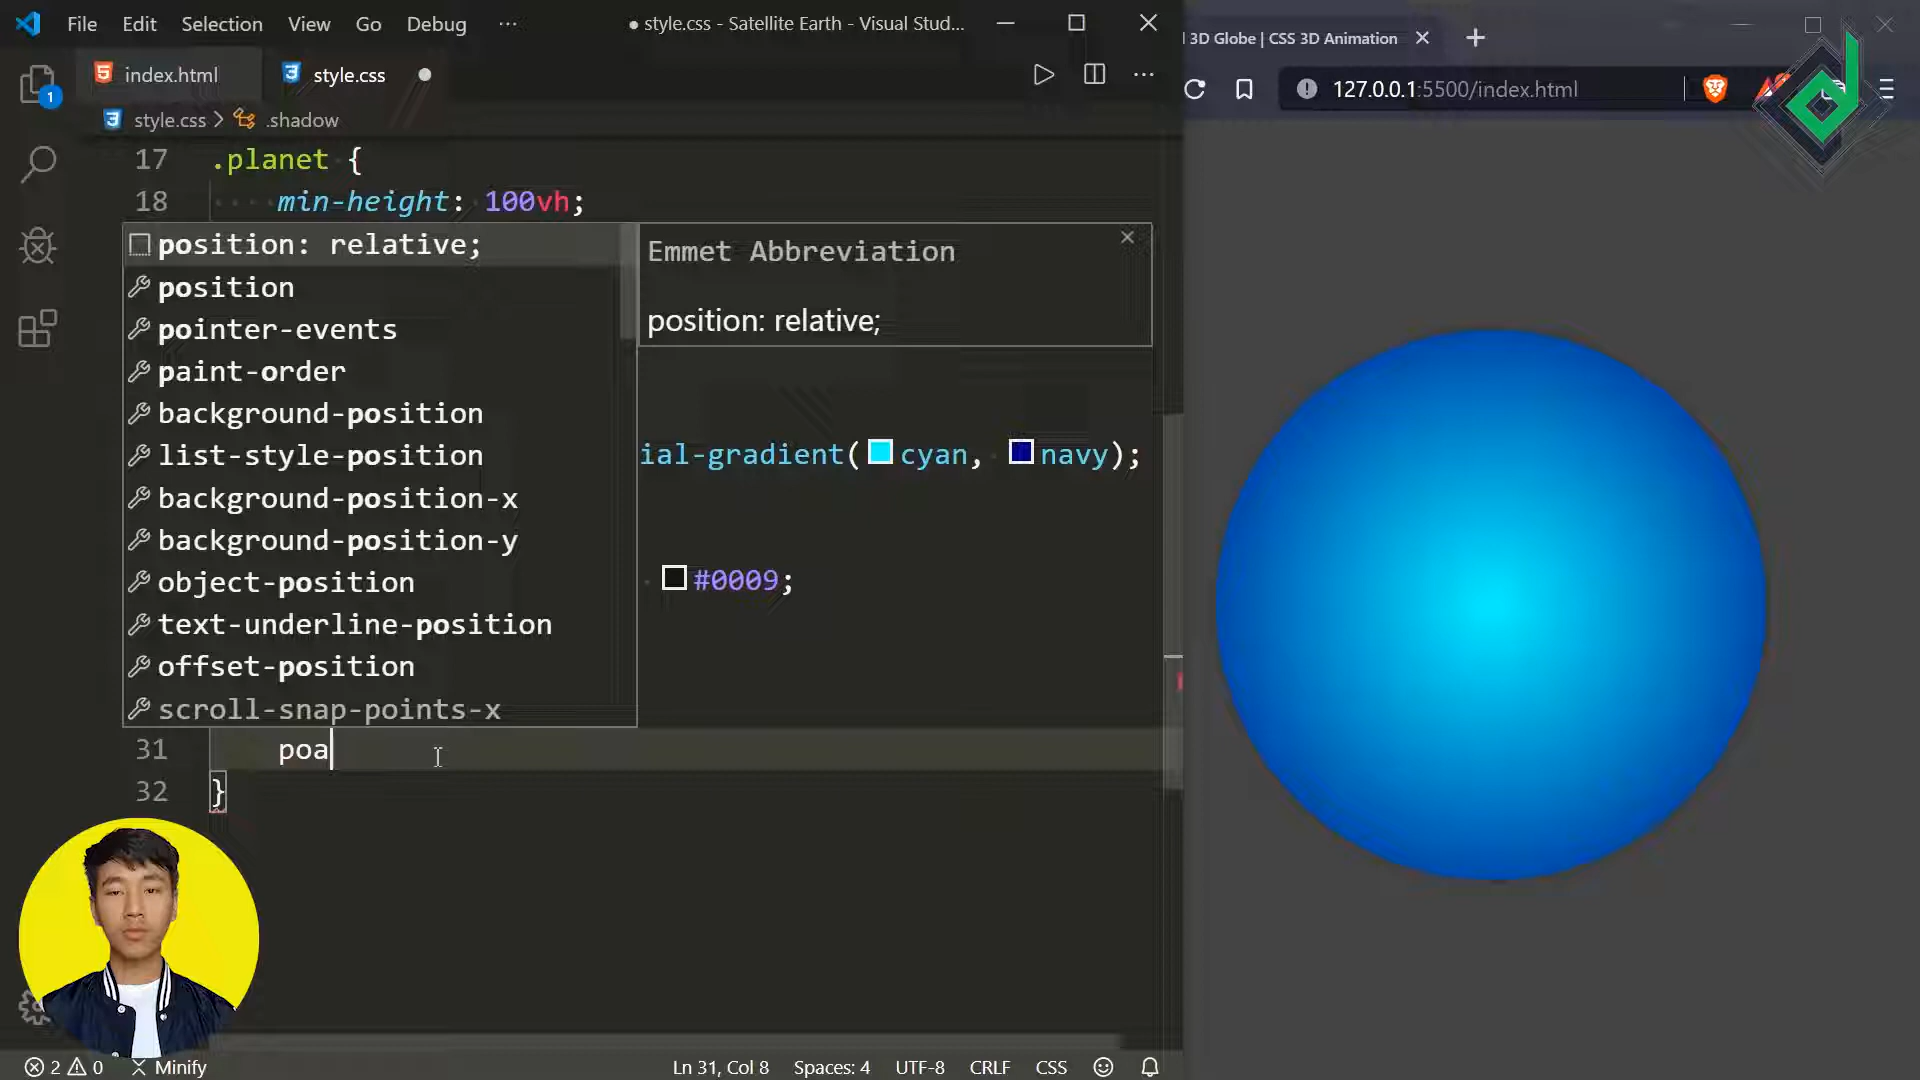 File Edit Selection View Go Debug ··· ● style.css - Satellite Earth - Visual Stud...
3D Globe | CSS 3D Animation
index.html style.css
127.0.0.1:5500/index.html
style.css > .shadow
17 .planet {
18 min-height: 100vh;
position: relative;
position
pointer-events
paint-order
background-position
list-style-position
background-position-x
background-position-y
object-position
text-underline-position
offset-position
scroll-snap-points-x
Emmet Abbreviation
position: relative;
ial-gradient(cyan, navy);
#0009;
31 poa
32 }
1
2 0 Minify Ln 31, Col 8 Spaces: 4 UTF-8 CRLF CSS